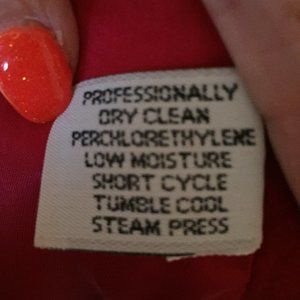 PROFESSIONALLY
DRY CLEAN
PERCHLORETHYLENE
LOW MOISTURE
SHORT CYCLE
TUMBLE COOL
STEAM PRESS